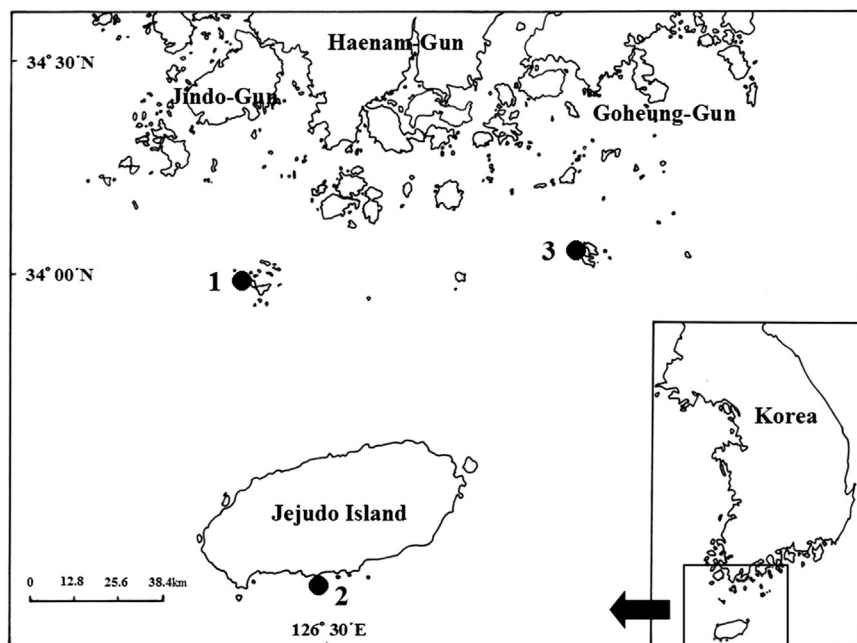 Haenam-Gun
34°30´N
Jindo-Gun
Goheung-Gun
3
34°00´N
1
Korea
Jejudo Island
0 12.8 25.6 38.4km
2
126°30´E